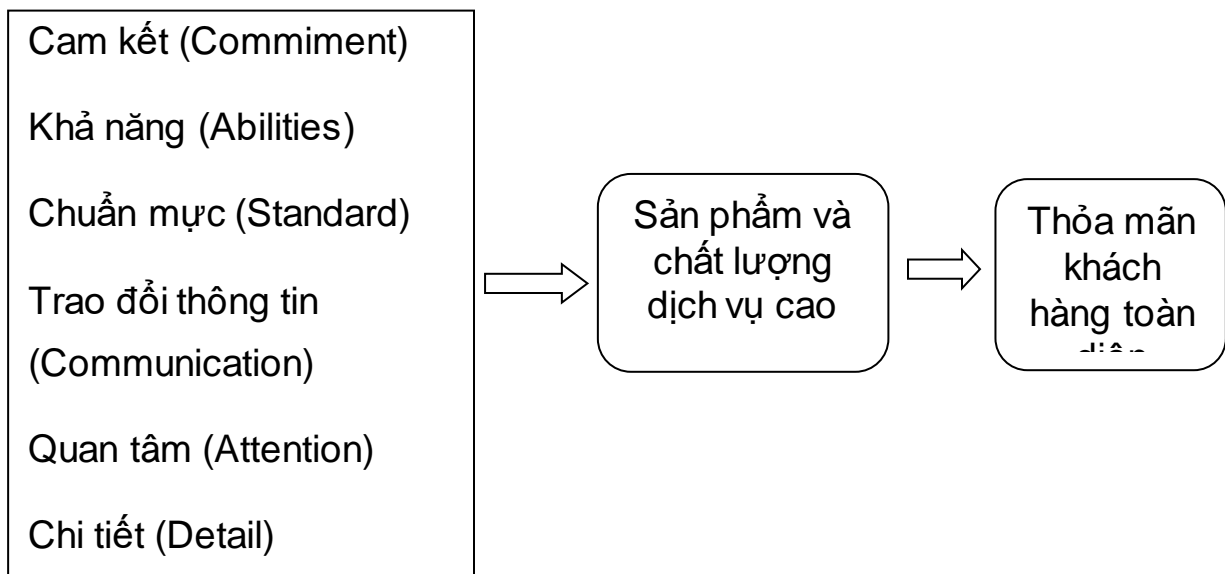 Cam kết (Commiment)
Khả năng (Abilities)
Chuẩn mực (Standard)
Trao đổi thông tin
(Communication)
Quan tâm (Attention)
Chi tiết (Detail)
Sản phẩm và
chất lượng
dịch vụ cao
Thỏa mãn
khách
hàng toàn